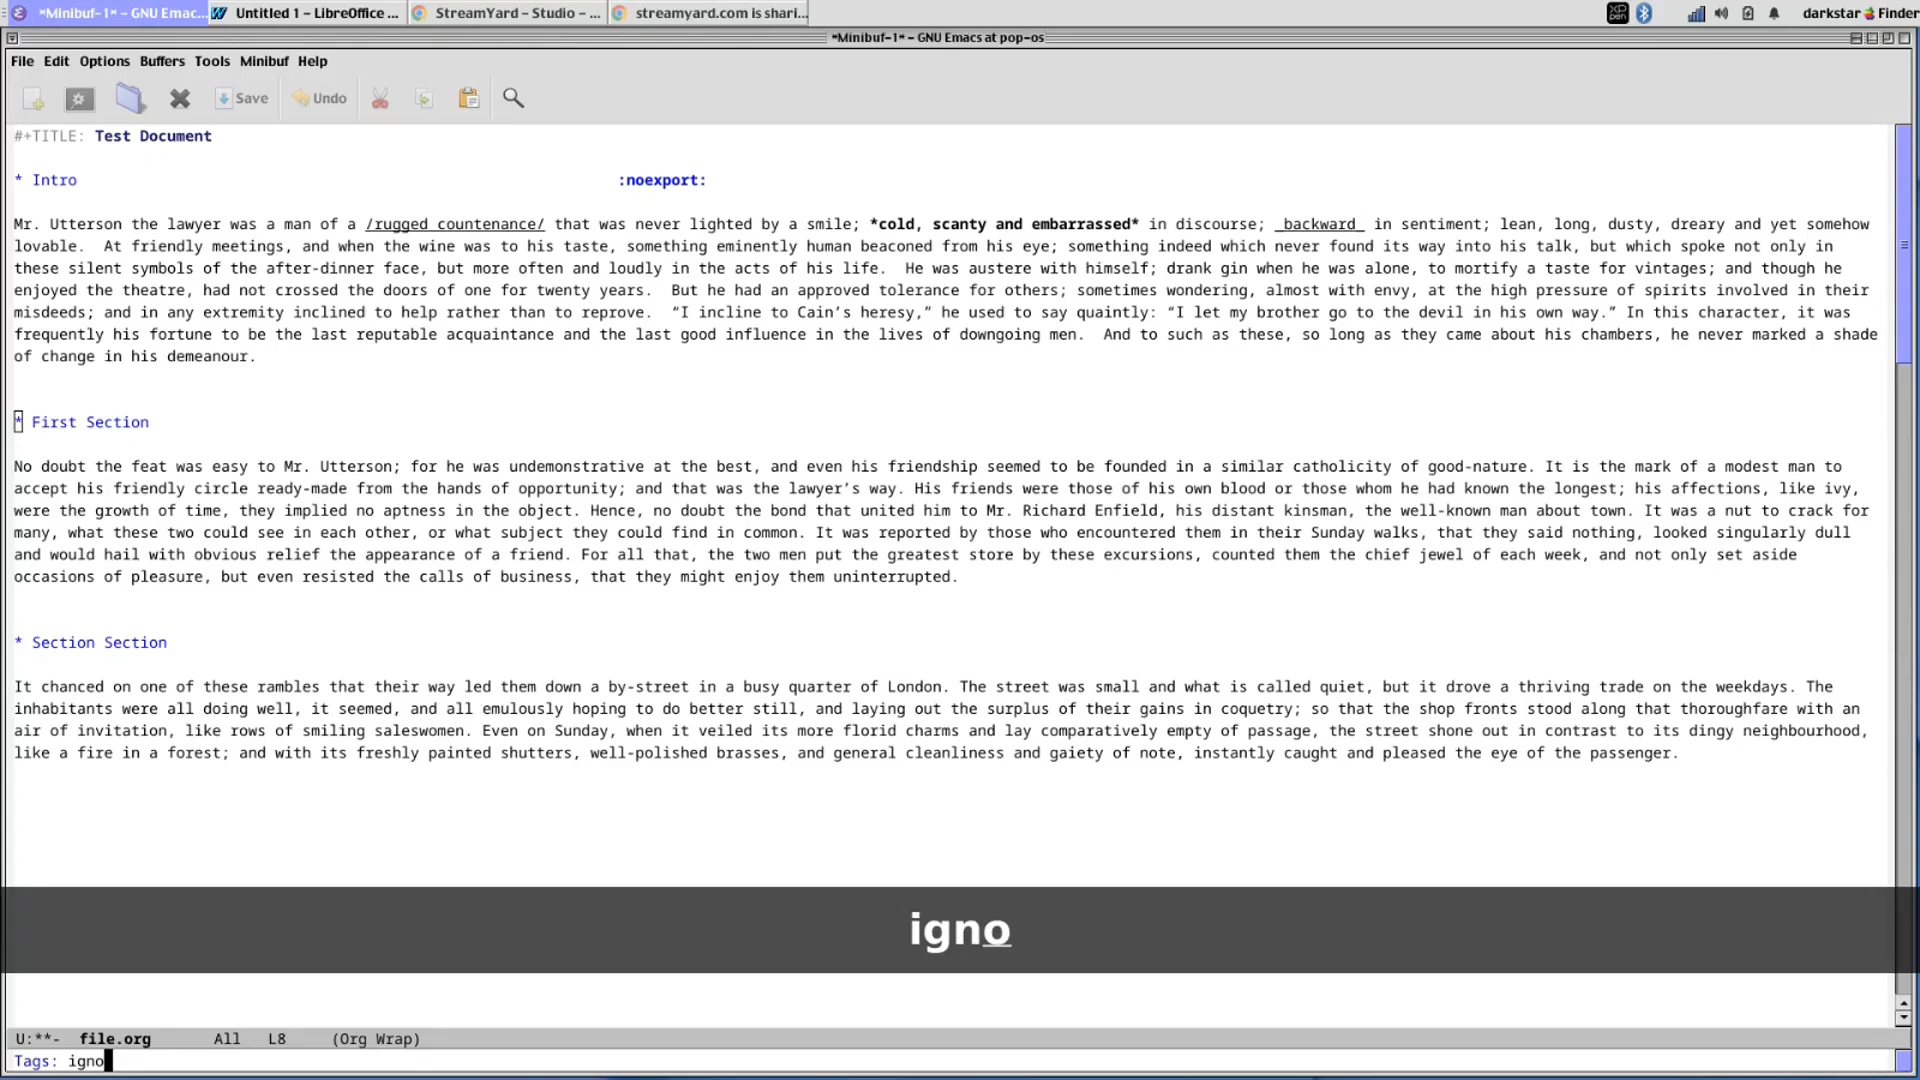 *Minibuf-1* - GNU Emac... Untitled 1 - LibreOffice ... StreamYard - Studio - ... streamyard.com is shari... XP PEN darkstar Finder
*Minibuf-1* - GNU Emacs at pop-os
File Edit Options Buffers Tools Minibuf Help
Save Undo
#+TITLE: Test Document
* Intro :noexport:
Mr. Utterson the lawyer was a man of a /rugged countenance/ that was never lighted by a smile; *cold, scanty and embarrassed* in discourse; _backward_ in sentiment; lean, long, dusty, dreary and yet somehow
lovable.  At friendly meetings, and when the wine was to his taste, something eminently human beaconed from his eye; something indeed which never found its way into his talk, but which spoke not only in
these silent symbols of the after-dinner face, but more often and loudly in the acts of his life.  He was austere with himself; drank gin when he was alone, to mortify a taste for vintages; and though he
enjoyed the theatre, had not crossed the doors of one for twenty years.  But he had an approved tolerance for others; sometimes wondering, almost with envy, at the high pressure of spirits involved in their
misdeeds; and in any extremity inclined to help rather than to reprove.  “I incline to Cain’s heresy,” he used to say quaintly: “I let my brother go to the devil in his own way.” In this character, it was
frequently his fortune to be the last reputable acquaintance and the last good influence in the lives of downgoing men.  And to such as these, so long as they came about his chambers, he never marked a shade
of change in his demeanour.
* First Section
No doubt the feat was easy to Mr. Utterson; for he was undemonstrative at the best, and even his friendship seemed to be founded in a similar catholicity of good-nature. It is the mark of a modest man to
accept his friendly circle ready-made from the hands of opportunity; and that was the lawyer’s way. His friends were those of his own blood or those whom he had known the longest; his affections, like ivy,
were the growth of time, they implied no aptness in the object. Hence, no doubt the bond that united him to Mr. Richard Enfield, his distant kinsman, the well-known man about town. It was a nut to crack for
many, what these two could see in each other, or what subject they could find in common. It was reported by those who encountered them in their Sunday walks, that they said nothing, looked singularly dull
and would hail with obvious relief the appearance of a friend. For all that, the two men put the greatest store by these excursions, counted them the chief jewel of each week, and not only set aside
occasions of pleasure, but even resisted the calls of business, that they might enjoy them uninterrupted.
* Section Section
It chanced on one of these rambles that their way led them down a by-street in a busy quarter of London. The street was small and what is called quiet, but it drove a thriving trade on the weekdays. The
inhabitants were all doing well, it seemed, and all emulously hoping to do better still, and laying out the surplus of their gains in coquetry; so that the shop fronts stood along that thoroughfare with an
air of invitation, like rows of smiling saleswomen. Even on Sunday, when it veiled its more florid charms and lay comparatively empty of passage, the street shone out in contrast to its dingy neighbourhood,
like a fire in a forest; and with its freshly painted shutters, well-polished brasses, and general cleanliness and gaiety of note, instantly caught and pleased the eye of the passenger.
igno
U:**- file.org All L8 (Org Wrap)
Tags: igno